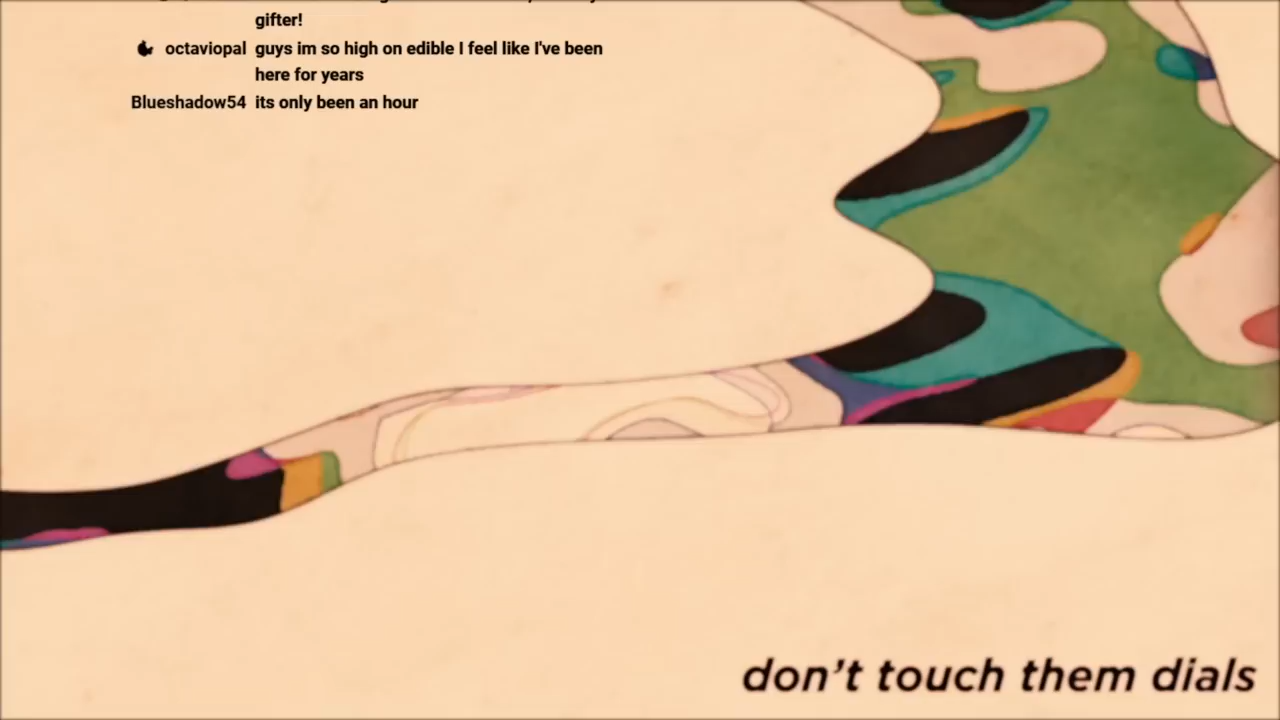 gifter!
octaviopal guys im so high on edible I feel like I've been
here for years
Blueshadow54 its only been an hour
don't touch them dials